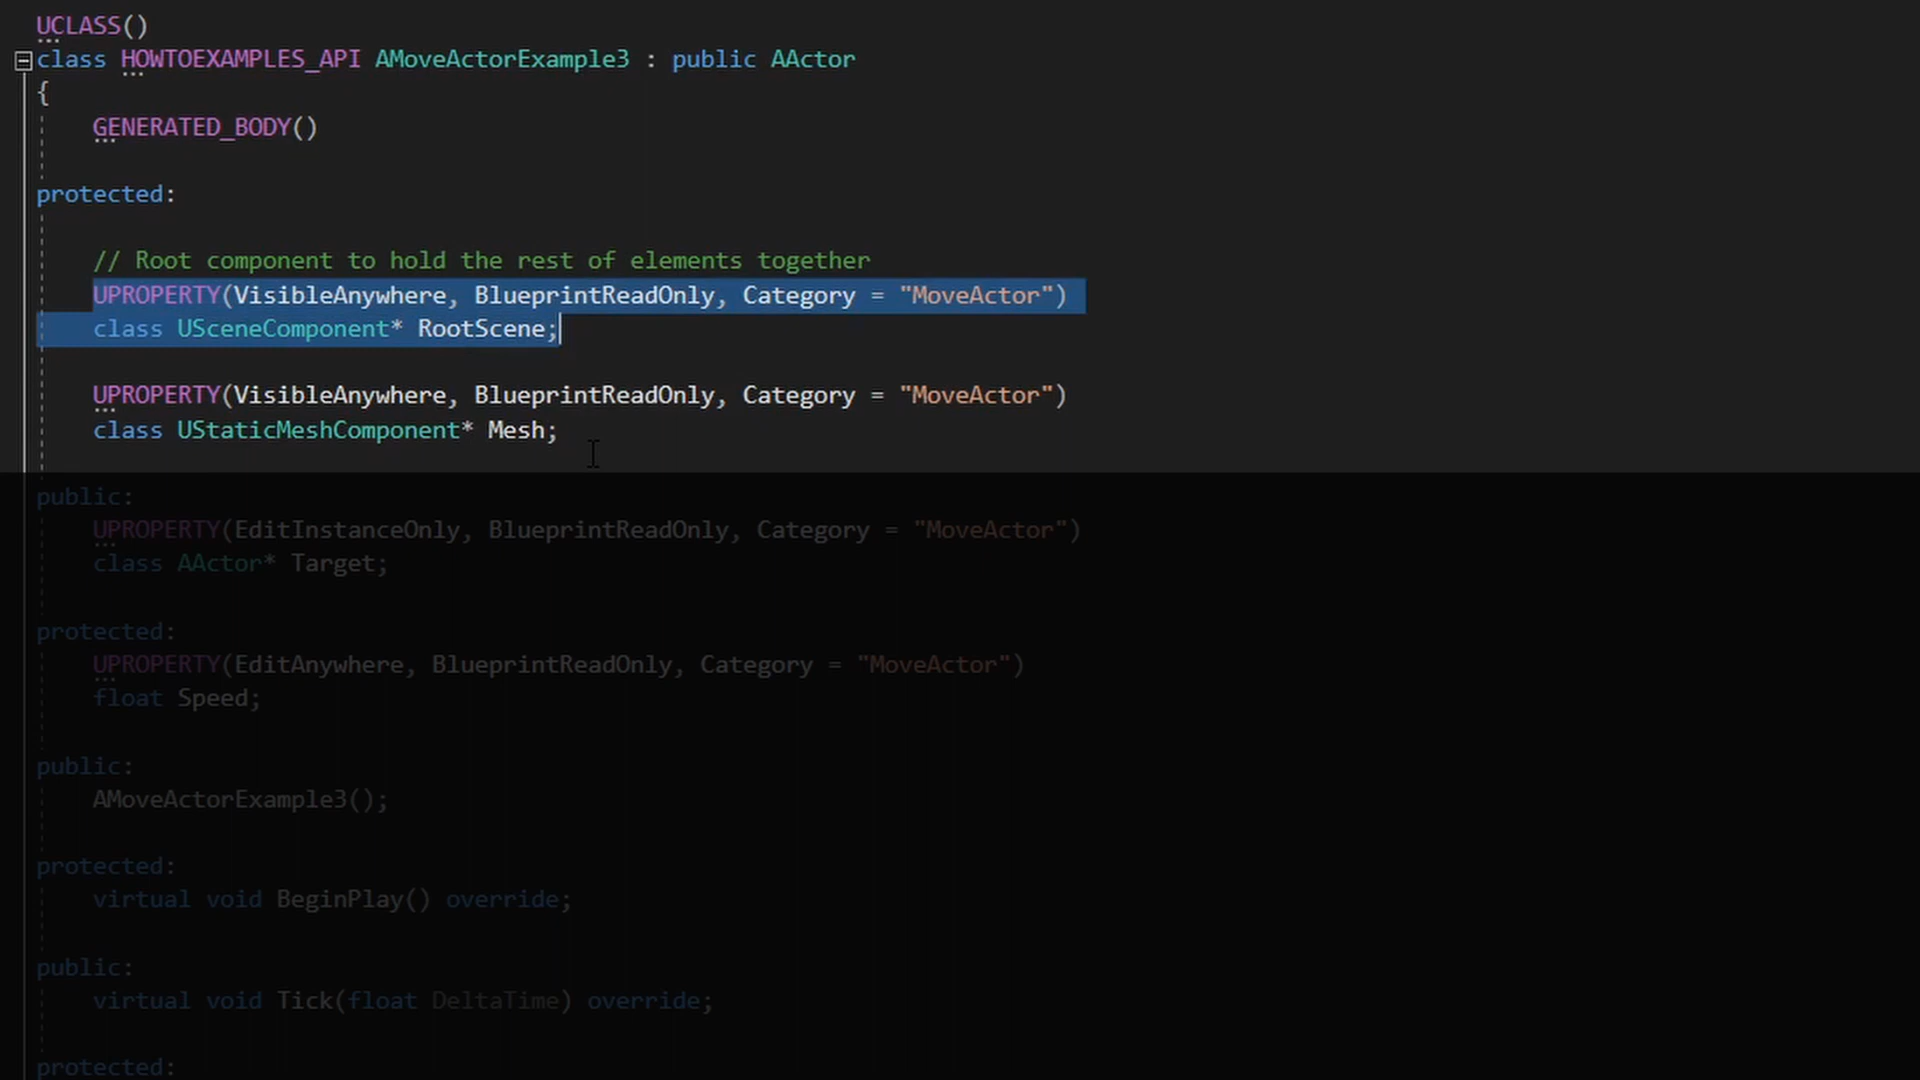 UCLASS()
class HOWTOEXAMPLES_API AMoveActorExample3 : public AActor
{
GENERATED_BODY()
protected:
// Root component to hold the rest of elements together
UPROPERTY(VisibleAnywhere, BlueprintReadOnly, Category = "MoveActor")
class USceneComponent* RootScene;
UPROPERTY(VisibleAnywhere, BlueprintReadOnly, Category = "MoveActor")
class UStaticMeshComponent* Mesh;
public:
UPROPERTY(EditInstanceOnly, BlueprintReadOnly, Category = "MoveActor")
class AActor* Target;
protected:
UPROPERTY(EditAnywhere, BlueprintReadOnly, Category = "MoveActor")
float Speed;
public:
AMoveActorExample3();
protected:
virtual void BeginPlay() override;
public:
virtual void Tick(float DeltaTime) override;
protected: